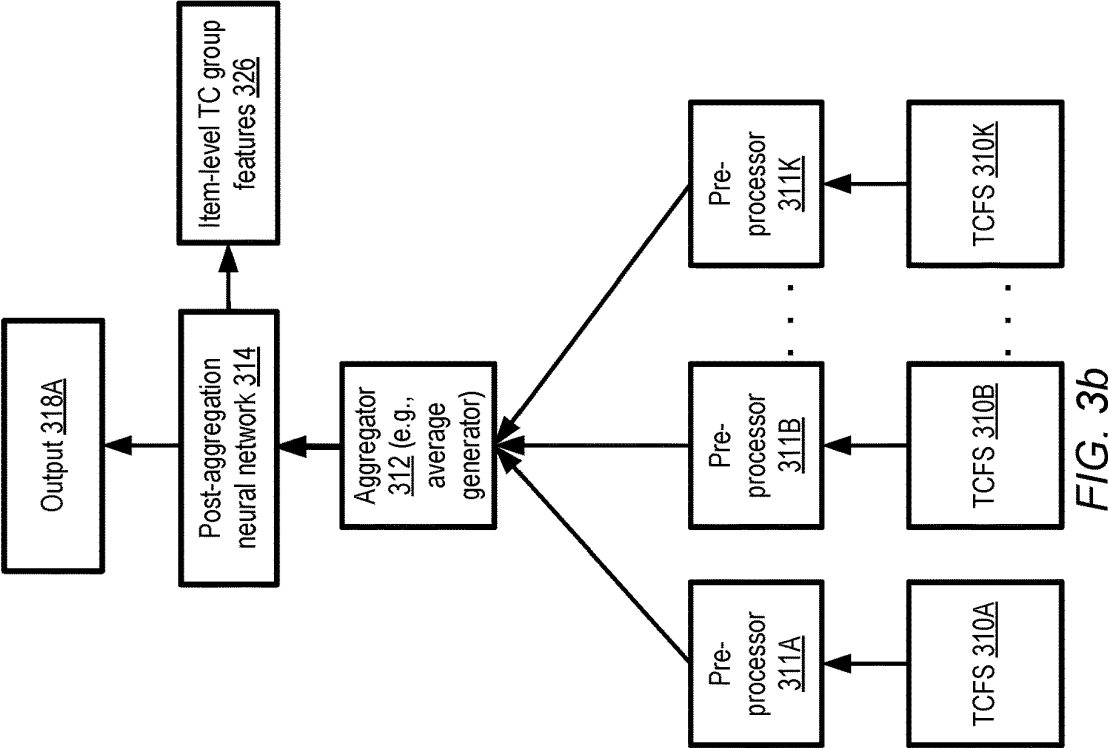 Output 318A
Post-aggregation
neural network 314
Item-level TC group
features 326
Aggregator
312 (e.g.,
average
generator)
Pre-
processor
311A
Pre-
processor
311B
. . .
Pre-
processor
311K
TCFS 310A
TCFS 310B
. . .
TCFS 310K
FIG. 3b